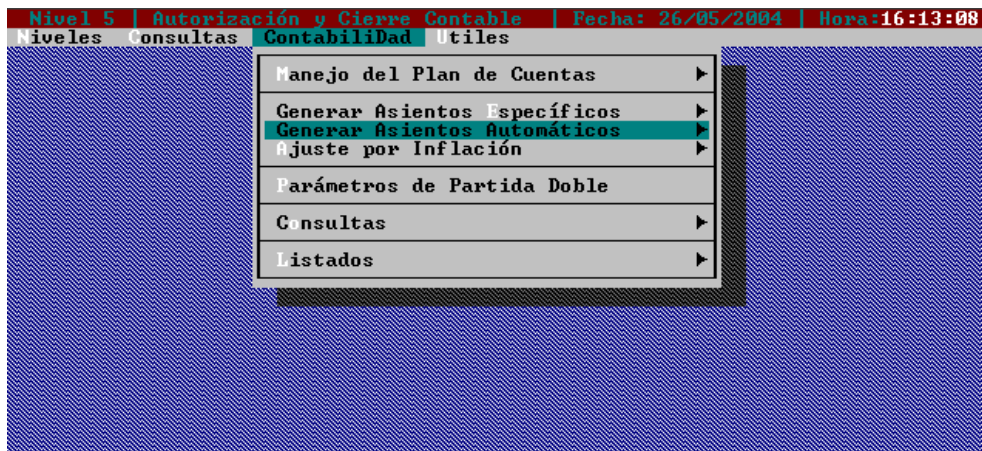 Nivel 5 | Autorización y Cierre Contable | Fecha: 26/05/2004 | Hora:16:13:08
Niveles Consultas ContabiliDad Utiles
Manejo del Plan de Cuentas
Generar Asientos Específicos
Generar Asientos Automáticos
Ajuste por Inflación
Parámetros de Partida Doble
Consultas
Listados